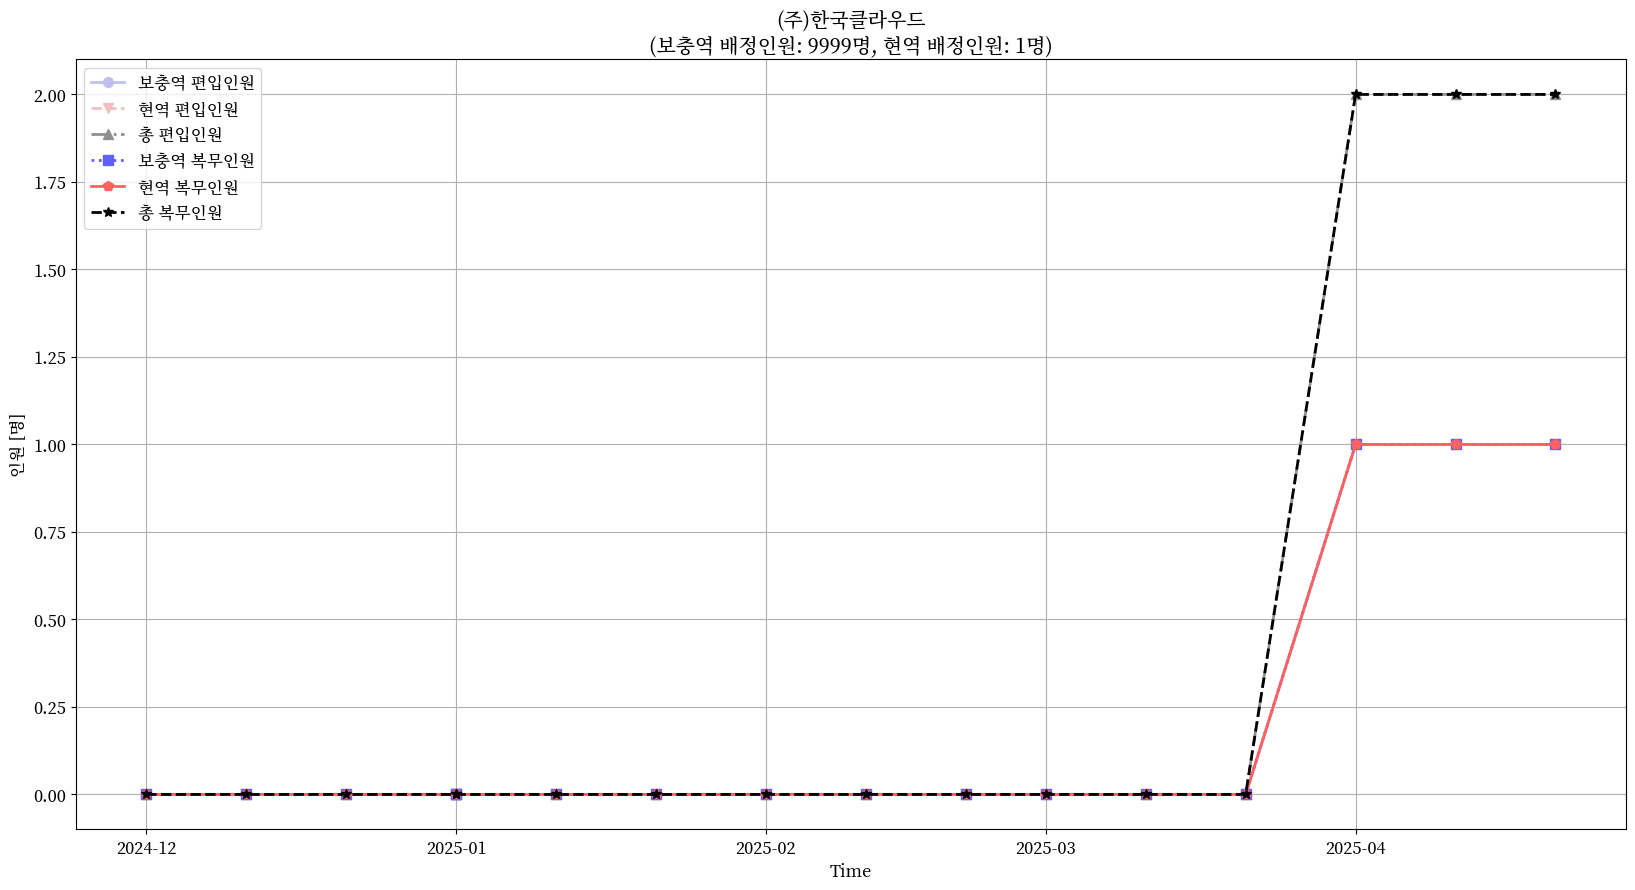 (주)한국클라우드
(보충역 배정인원: 9999명, 현역 배정인원: 1명)
보충역 편입인원
현역 편입인원
총 편입인원
보충역 복무인원
현역 복무인원
총 복무인원
2.00
1.75
1.50
1.25
1.00
0.75
0.50
0.25
0.00
인원 [명]
2024-12
2025-01
2025-02
2025-03
2025-04
Time